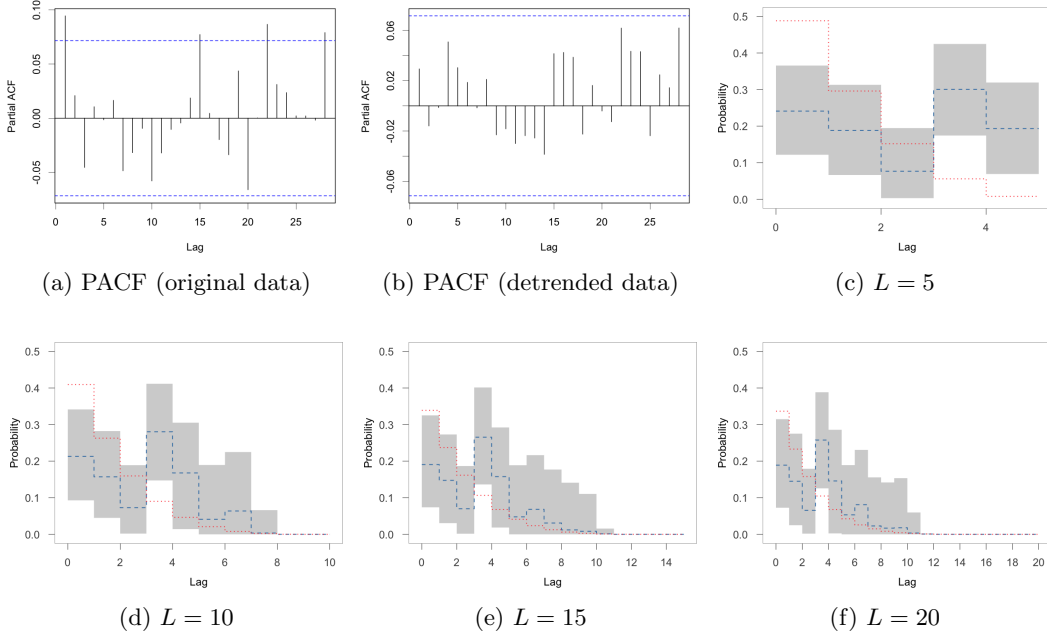 0.10
0.05
0.00
-0.05
Partial ACF
0 5 10 15 20 25
Lag
(a) PACF (original data)
0.06
0.02
-0.02
-0.06
Partial ACF
0 5 10 15 20 25
Lag
(b) PACF (detrended data)
0.5
0.4
0.3
0.2
0.1
0.0
Probability
0 2 4
Lag
(c) L = 5
0.5
0.4
0.3
0.2
0.1
0.0
Probability
0 2 4 6 8 10
Lag
(d) L = 10
0.5
0.4
0.3
0.2
0.1
0.0
Probability
0 2 4 6 8 10 12 14
Lag
(e) L = 15
0.5
0.4
0.3
0.2
0.1
0.0
Probability
0 2 4 6 8 10 12 14 16 18 20
Lag
(f) L = 20